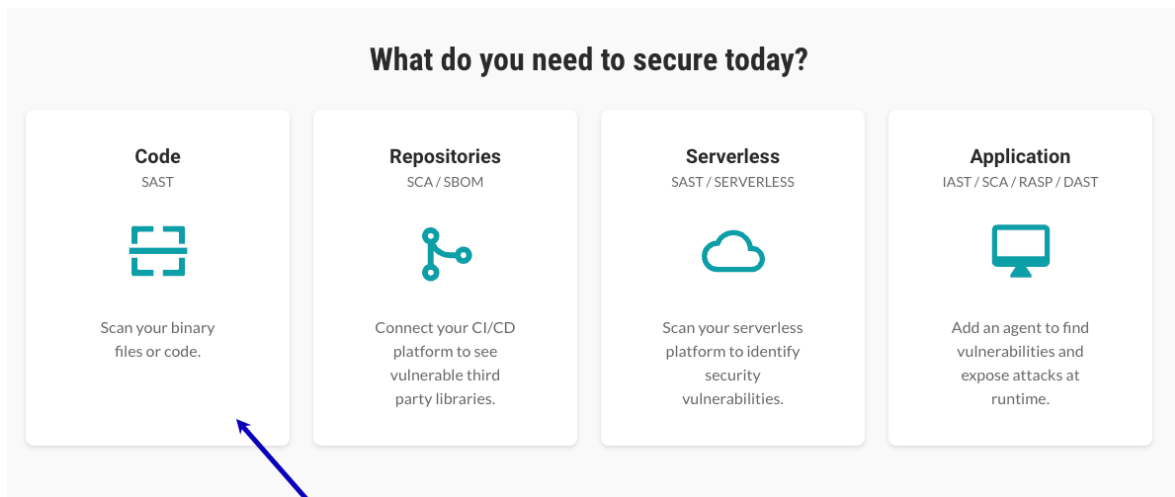 What do you need to secure today?
Code
SAST
Scan your binary
files or code.
Repositories
SCA / SBOM
Connect your CI/CD
platform to see
vulnerable third
party libraries.
Serverless
SAST / SERVERLESS
Scan your serverless
platform to identify
security
vulnerabilities.
Application
IAST / SCA / RASP / DAST
Add an agent to find
vulnerabilities and
expose attacks at
runtime.